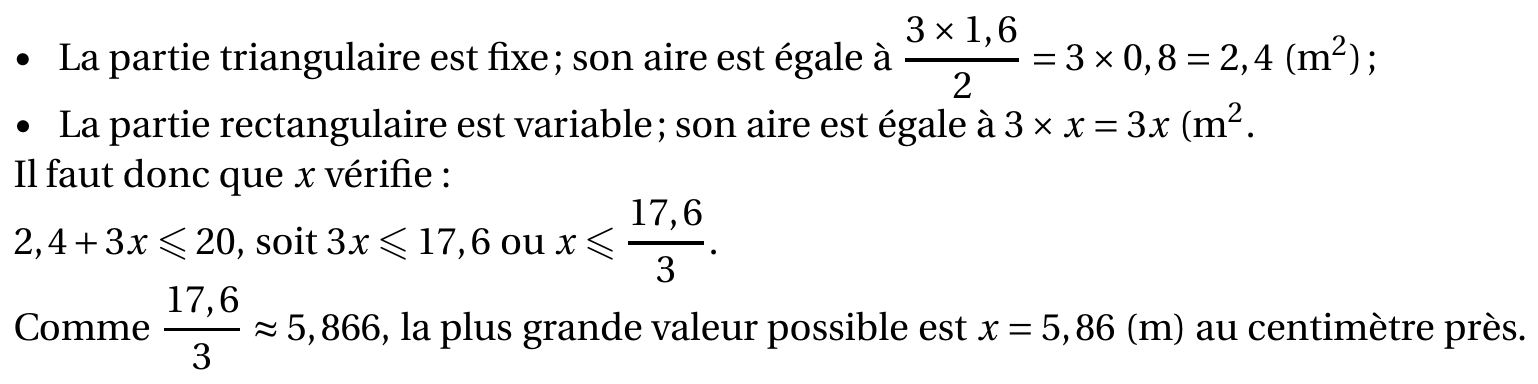 • La partie triangulaire est fixe ; son aire est égale à $\dfrac{3 \times 1,6}{2} = 3 \times 0,8 = 2,4$ (m$^2$) ;
• La partie rectangulaire est variable ; son aire est égale à $3 \times x = 3x$ (m$^2$.
Il faut donc que $x$ vérifie :
$2,4 + 3x \leqslant 20$, soit $3x \leqslant 17,6$ ou $x \leqslant \dfrac{17,6}{3}$.
Comme $\dfrac{17,6}{3} \approx 5,866$, la plus grande valeur possible est $x = 5,86$ (m) au centimètre près.